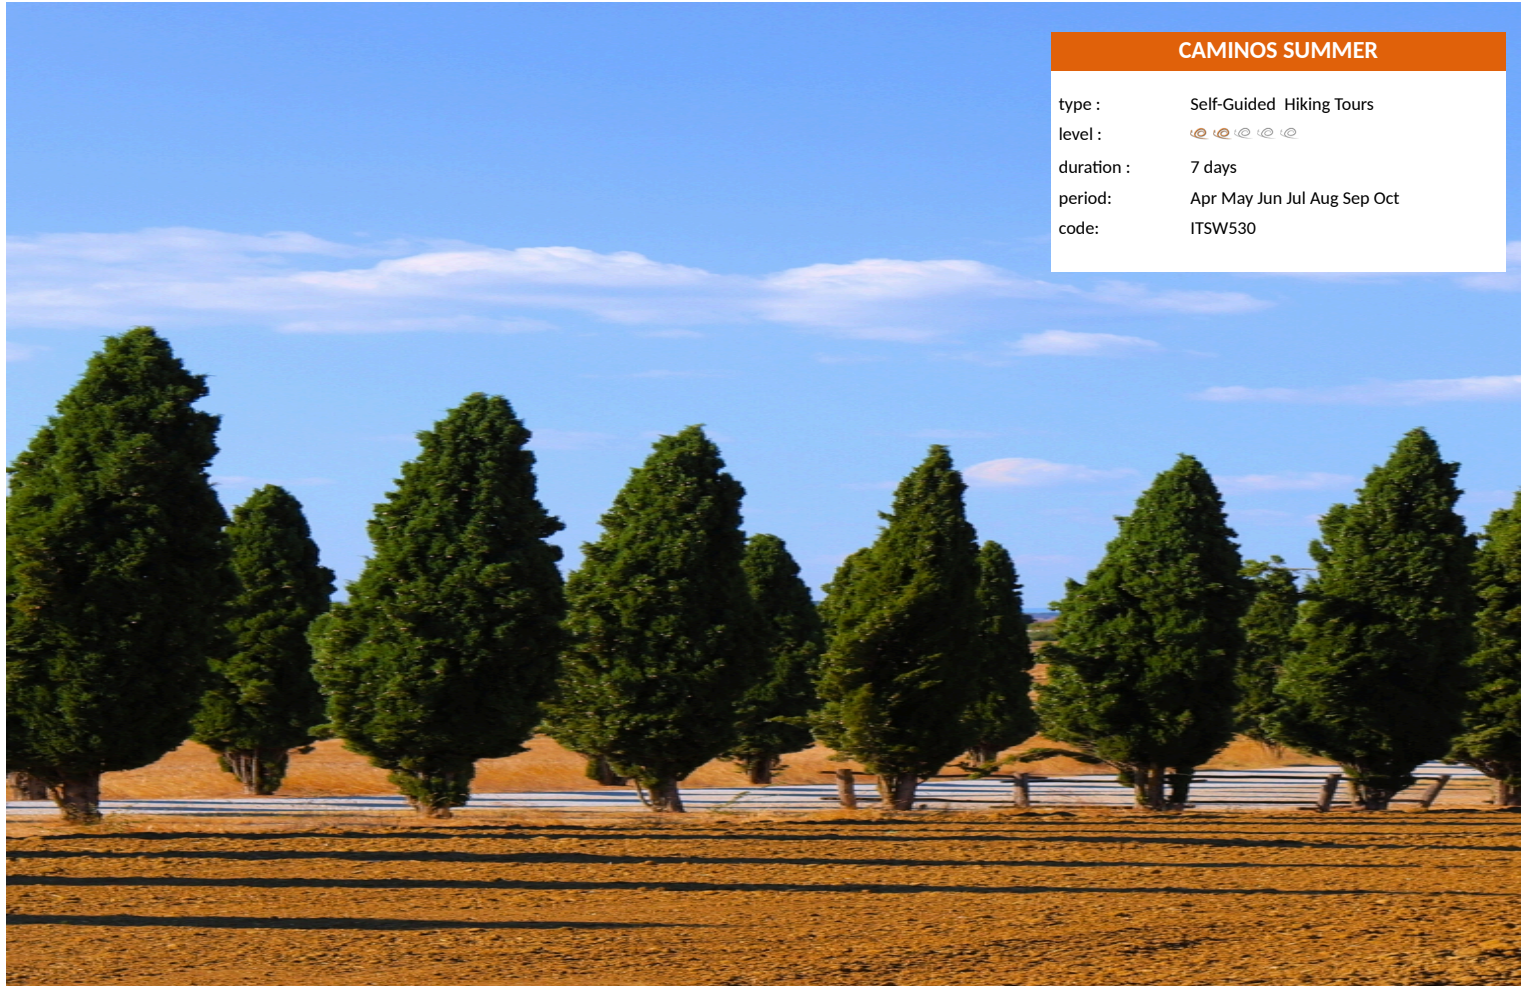 CAMINOS SUMMER
type : Self-Guided Hiking Tours
level :
duration : 7 days
period: Apr May Jun Jul Aug Sep Oct
code: ITSW530